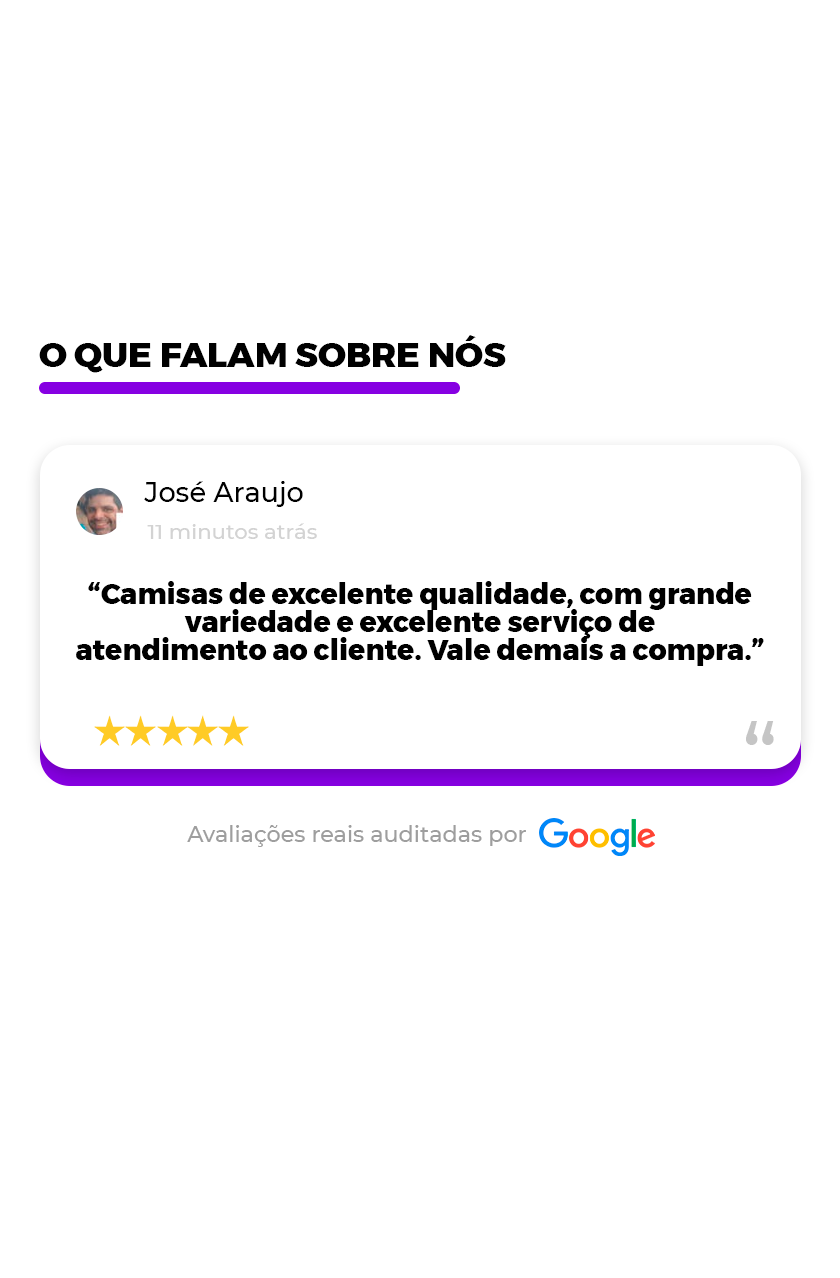 O QUE FALAM SOBRE NÓS
José Araujo
11 minutos atrás
“Camisas de excelente qualidade, com grande
variedade e excelente serviço de
atendimento ao cliente. Vale demais a compra.”
“
Avaliações reais auditadas por Google